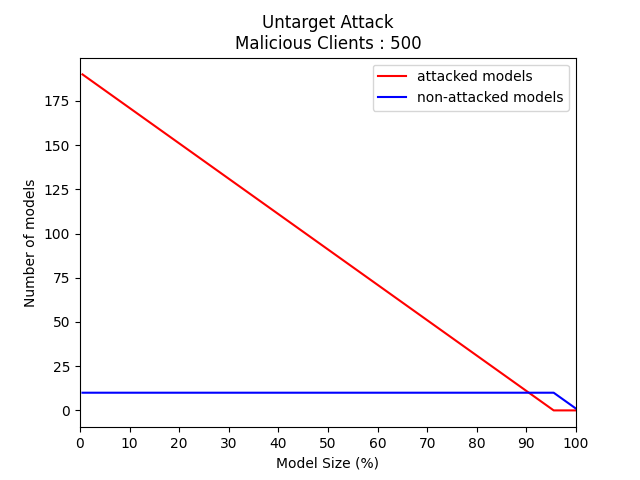 Untarget Attack
Malicious Clients : 500
attacked models
non-attacked models
Number of models
175
150
125
100
75
50
25
0
0 10 20 30 40 50 60 70 80 90 100
Model Size (%)